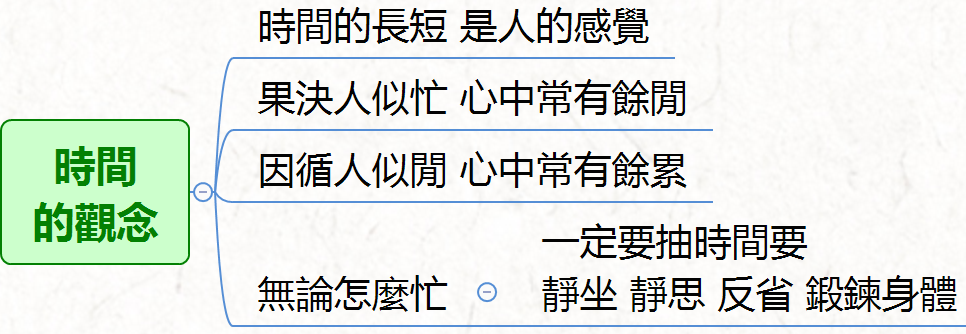 時間
的觀念
時間的長短 是人的感覺
果決人似忙 心中常有餘閒
因循人似閒 心中常有餘累
無論怎麼忙
一定要抽時間要
靜坐 靜思 反省 鍛鍊身體